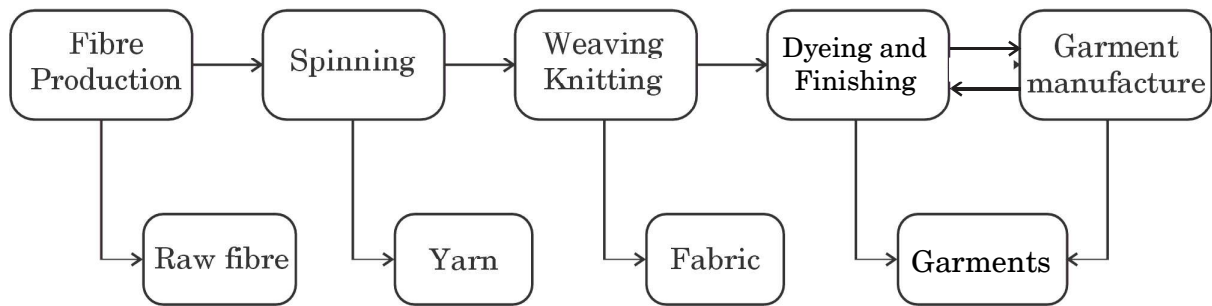 Fibre
Production
Spinning
Weaving
Knitting
Dyeing and
Finishing
Garment
manufacture
Raw fibre
Yarn
Fabric
Garments